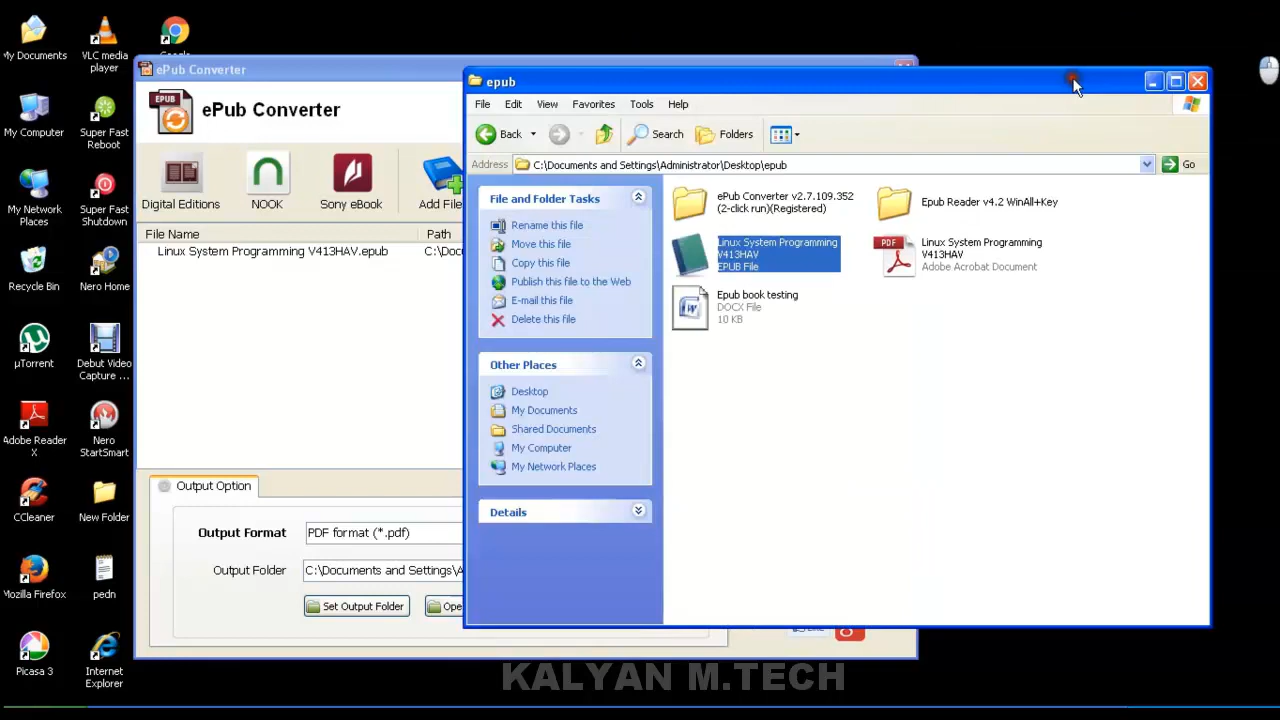 My Documents
VLC media
player
Google
My Computer
Super Fast
Reboot
My Network
Places
Super Fast
Shutdown
Recycle Bin
Nero Home
µTorrent
Debut Video
Capture ...
Adobe Reader
X
Nero
StartSmart
CCleaner
New Folder
Mozilla Firefox
pedn
Picasa 3
Internet
Explorer
ePub Converter
EPUB
ePub Converter
Digital Editions
NOOK
Sony eBook
Add File
File Name
Path
Linux System Programming V413HAV.epub
C:\Doc
Output Option
Output Format
PDF format (*.pdf)
Output Folder
C:\Documents and Settings\A
Set Output Folder
Ope
epub
File Edit View Favorites Tools Help
Back
Search
Folders
Address
C:\Documents and Settings\Administrator\Desktop\epub
Go
File and Folder Tasks
Rename this file
Move this file
Copy this file
Publish this file to the Web
E-mail this file
Delete this file
Other Places
Desktop
My Documents
Shared Documents
My Computer
My Network Places
Details
ePub Converter v2.7.109.352
(2-click run)(Registered)
Epub Reader v4.2 WinAll+Key
Linux System Programming
V413HAV
EPUB File
PDF
Linux System Programming
V413HAV
Adobe Acrobat Document
Epub book testing
DOCX File
10 KB
KALYAN M.TECH